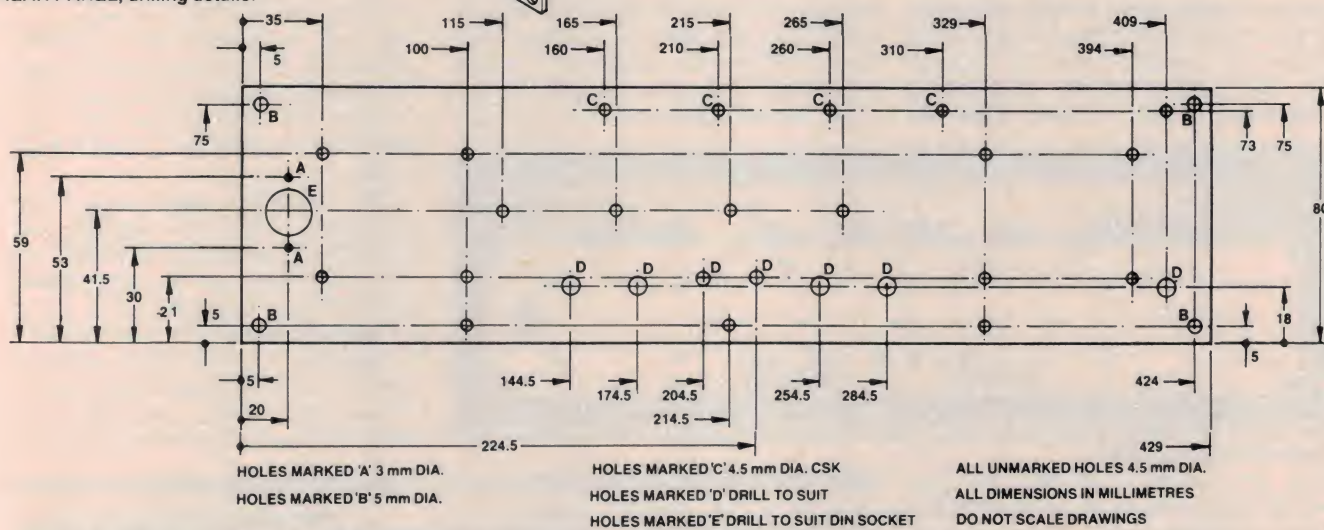 drilling details.
35 115 165 215 265 329 409
5 100 160 210 260 310 394
C C C C B
B
75 73 75
A
E
59 53 80
A
41.5 30 D D D D D D D
21
5 B B 18
5
5 144.5 174.5 204.5 254.5 284.5 424
20 214.5
224.5 429
HOLES MARKED 'A' 3 mm DIA.
HOLES MARKED 'B' 5 mm DIA.
HOLES MARKED 'C' 4.5 mm DIA. CSK
HOLES MARKED 'D' DRILL TO SUIT
HOLES MARKED 'E' DRILL TO SUIT DIN SOCKET
ALL UNMARKED HOLES 4.5 mm DIA.
ALL DIMENSIONS IN MILLIMETRES
DO NOT SCALE DRAWINGS